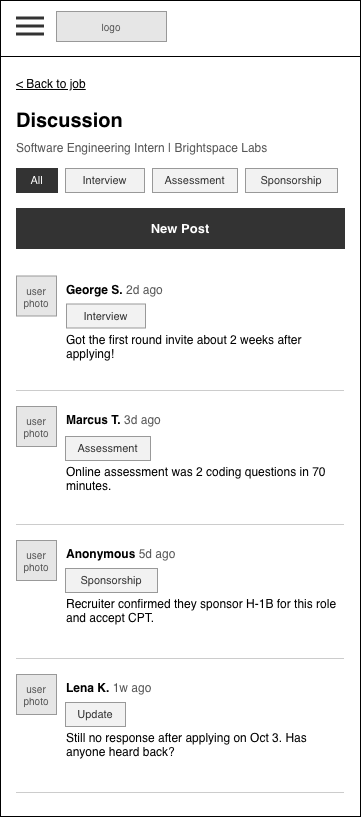 logo
< Back to job
Discussion
Software Engineering Intern | Brightspace Labs
All Interview Assessment Sponsorship
New Post
user
photo
George S. 2d ago
Interview
Got the first round invite about 2 weeks after
applying!
user
photo
Marcus T. 3d ago
Assessment
Online assessment was 2 coding questions in 70
minutes.
user
photo
Anonymous 5d ago
Sponsorship
Recruiter confirmed they sponsor H-1B for this role
and accept CPT.
user
photo
Lena K. 1w ago
Update
Still no response after applying on Oct 3. Has
anyone heard back?